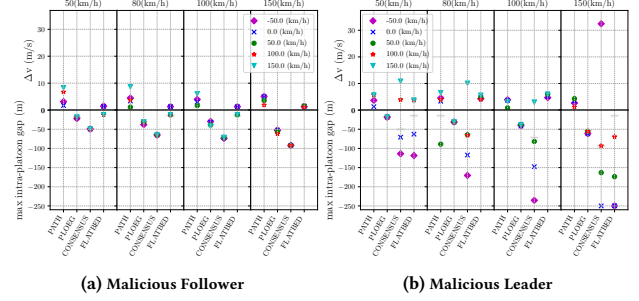 50(km/h) 80(km/h) 100(km/h) 150(km/h)
-50.0 (km/h)
0.0 (km/h)
50.0 (km/h)
100.0 (km/h)
150.0 (km/h)
Δv (m/s)
30
20
10
0
max intra-platoon gap (m)
−50
−100
−150
−200
−250
PATH PLOEG CONSENSUS FLATBED PATH PLOEG CONSENSUS FLATBED PATH PLOEG CONSENSUS FLATBED PATH PLOEG CONSENSUS FLATBED
(a) Malicious Follower
50(km/h) 80(km/h) 100(km/h) 150(km/h)
-50.0 (km/h)
0.0 (km/h)
50.0 (km/h)
100.0 (km/h)
150.0 (km/h)
Δv (m/s)
30
20
10
0
max intra-platoon gap (m)
−50
−100
−150
−200
−250
PATH PLOEG CONSENSUS FLATBED PATH PLOEG CONSENSUS FLATBED PATH PLOEG CONSENSUS FLATBED PATH PLOEG CONSENSUS FLATBED
(b) Malicious Leader